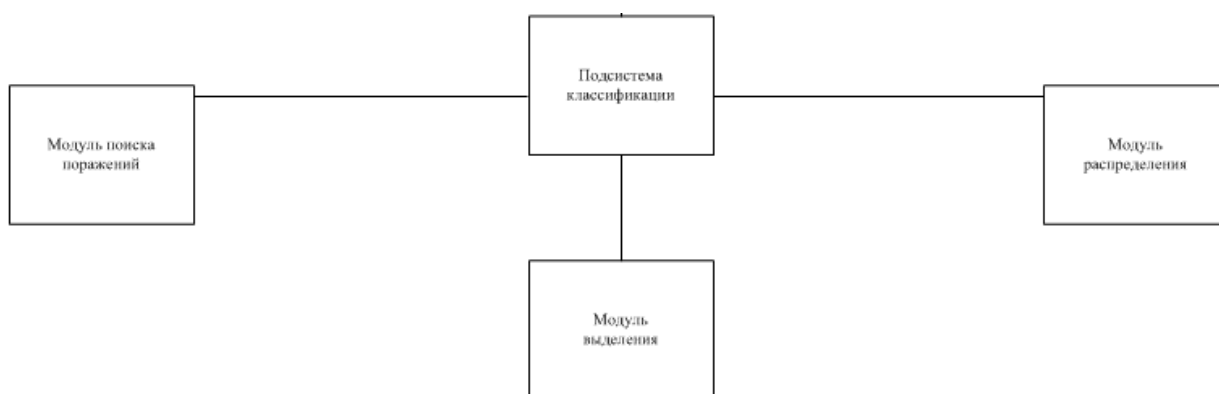 Подсистема
классификации
Модуль поиска
поражений
Модуль
распределения
Модуль
выделения